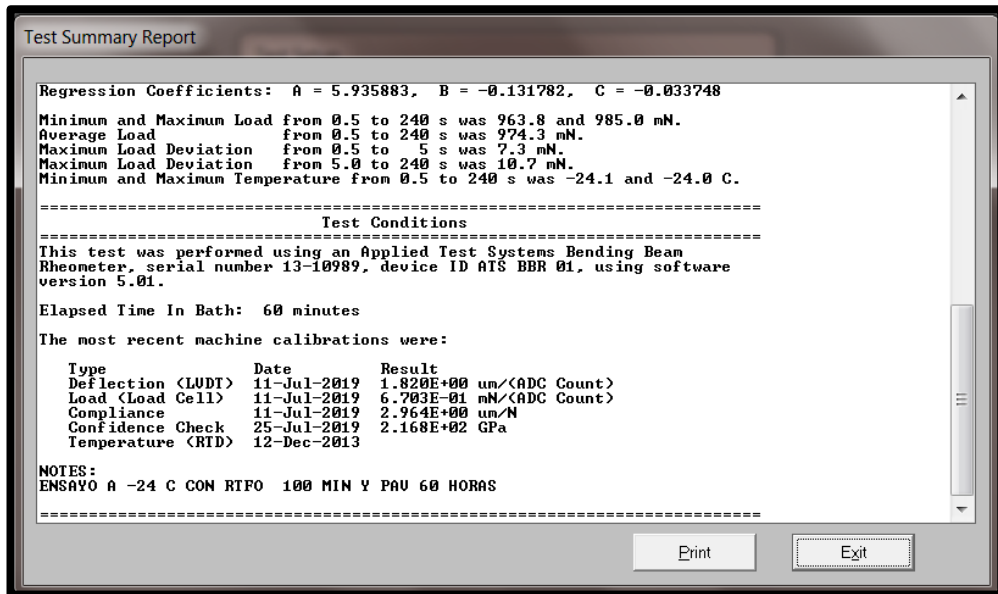 Test Summary Report
Regression Coefficients:  A = 5.935883,  B = -0.131782,  C = -0.033748
Minimum and Maximum Load from 0.5 to 240 s was 963.8 and 985.0 mN.
Average Load             from 0.5 to 240 s was 974.3 mN.
Maximum Load Deviation   from 0.5 to   5 s was 7.3 mN.
Maximum Load Deviation   from 5.0 to 240 s was 10.7 mN.
Minimum and Maximum Temperature from 0.5 to 240 s was -24.1 and -24.0 C.
==========================================================================
Test Conditions
==========================================================================
This test was performed using an Applied Test Systems Bending Beam
Rheometer, serial number 13-10989, device ID ATS BBR 01, using software
version 5.01.
Elapsed Time In Bath:  60 minutes
The most recent machine calibrations were:
Type               Date         Result
Deflection (LVDT)  11-Jul-2019  1.820E+00 um/(ADC Count)
Load (Load Cell)   11-Jul-2019  6.703E-01 mN/(ADC Count)
Compliance         11-Jul-2019  2.964E+00 um/N
Confidence Check   25-Jul-2019  2.168E+02 GPa
Temperature (RTD)  12-Dec-2013
NOTES:
ENSAYO A -24 C CON RTFO  100 MIN Y PAV 60 HORAS
==========================================================================
Print Exit